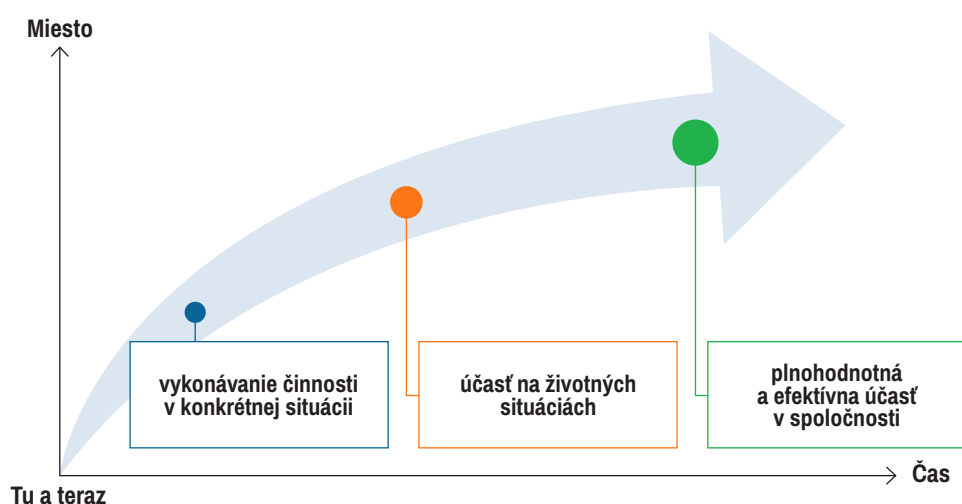 Miesto
vykonávanie činnosti
v konkrétnej situácii
účasť na životných
situáciách
plnohodnotná
a efektívna účasť
v spoločnosti
Čas
Tu a teraz